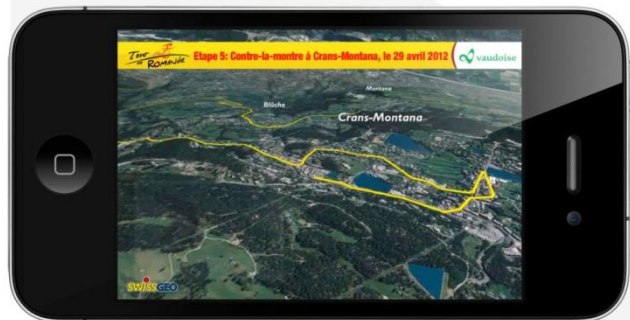 Tour DE ROMANDIE
Etape 5: Contre-la-montre à Crans-Montana, le 29 avril 2012
vaudoise
Montana
Blüche
Crans-Montana
swissGEO